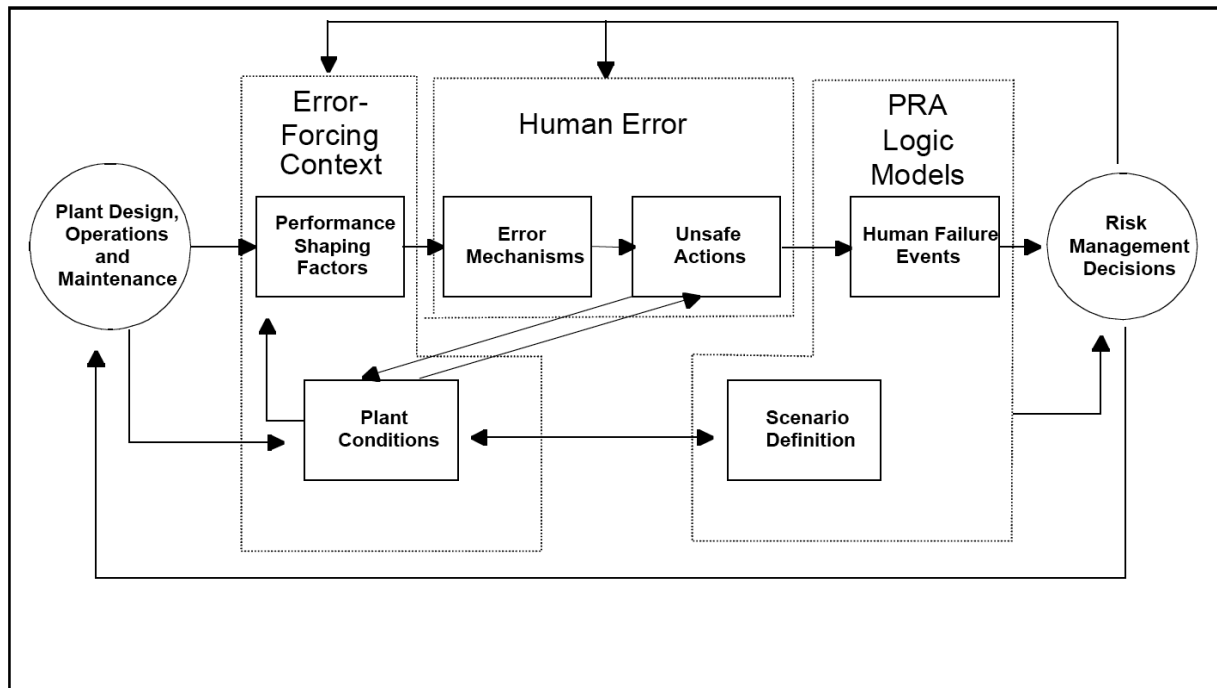 Error-
Forcing
Context
Human Error
PRA
Logic
Models
Plant Design,
Operations
and
Maintenance
Performance
Shaping
Factors
Error
Mechanisms
Unsafe
Actions
Human Failure
Events
Risk
Management
Decisions
Plant
Conditions
Scenario
Definition